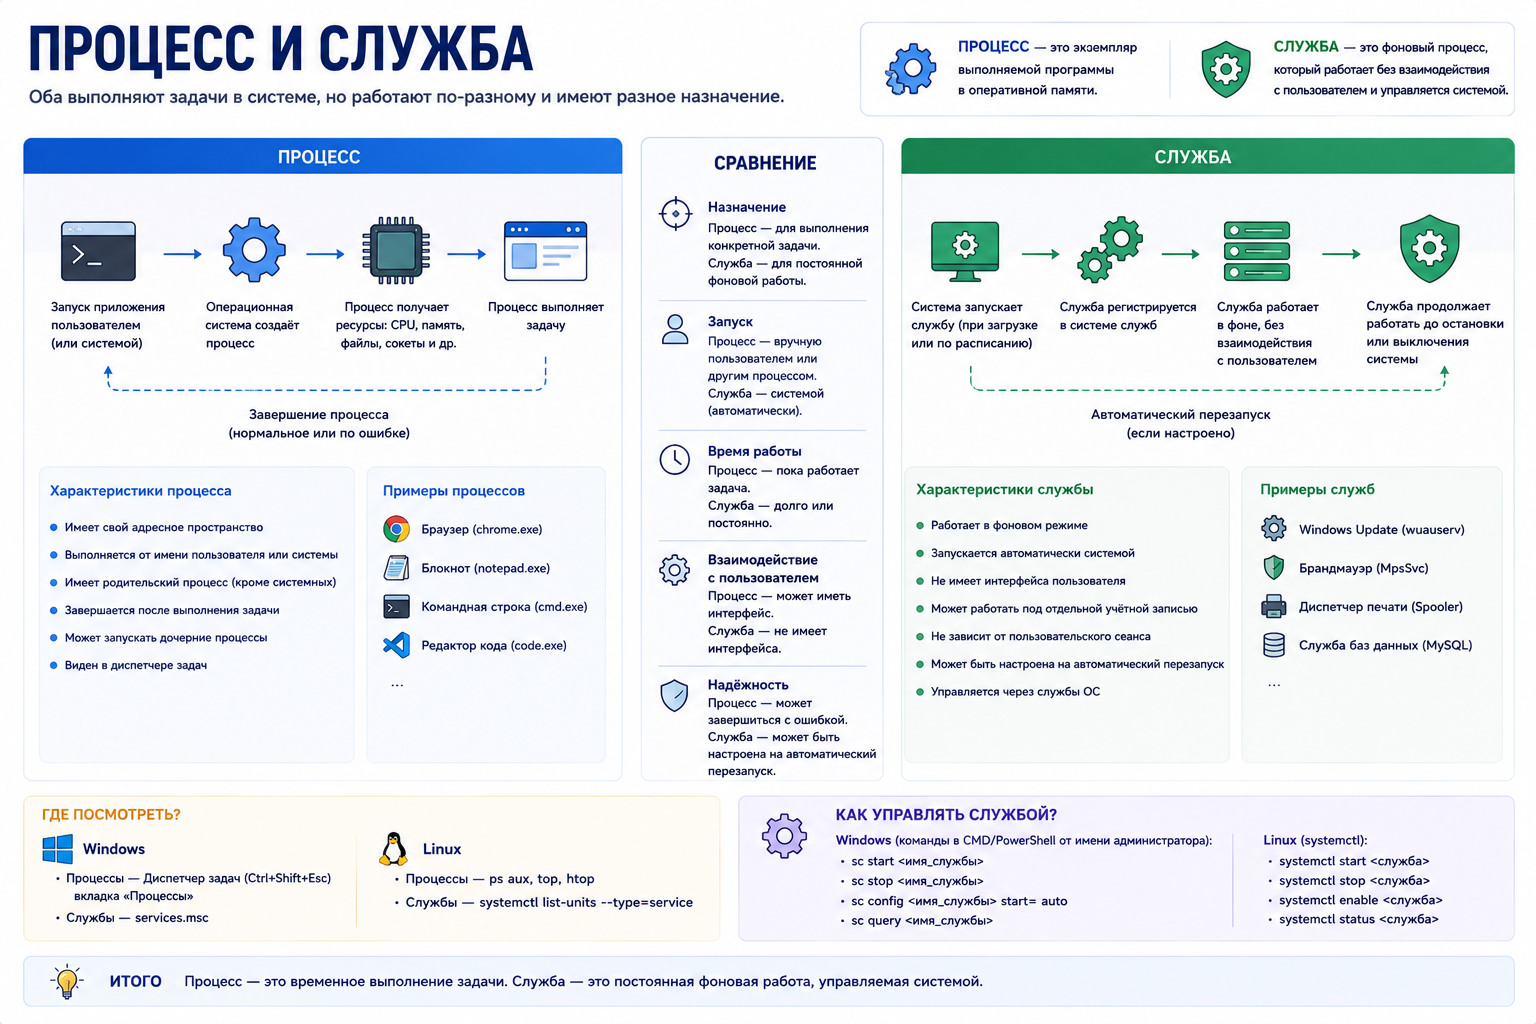 ПРОЦЕСС И СЛУЖБА
Оба выполняют задачи в системе, но работают по-разному и имеют разное назначение.
ПРОЦЕСС — это экземпляр
выполняемой программы
в оперативной памяти.
СЛУЖБА — это фоновый процесс,
который работает без взаимодействия
с пользователем и управляется системой.
ПРОЦЕСС
Запуск приложения
пользователем
(или системой)
Операционная
система создаёт
процесс
Процесс получает
ресурсы: CPU, память,
файлы, сокеты и др.
Процесс выполняет
задачу
Завершение процесса
(нормальное или по ошибке)
Характеристики процесса
Имеет свой адресное пространство
Выполняется от имени пользователя или системы
Имеет родительский процесс (кроме системных)
Завершается после выполнения задачи
Может запускать дочерние процессы
Виден в диспетчере задач
Примеры процессов
Браузер (chrome.exe)
Блокнот (notepad.exe)
Командная строка (cmd.exe)
Редактор кода (code.exe)
...
СРАВНЕНИЕ
Назначение
Процесс — для выполнения
конкретной задачи.
Служба — для постоянной
фоновой работы.
Запуск
Процесс — вручную
пользователем или
другим процессом.
Служба — системой
(автоматически).
Время работы
Процесс — пока работает
задача.
Служба — долго или
постоянно.
Взаимодействие
с пользователем
Процесс — может иметь
интерфейс.
Служба — не имеет
интерфейса.
Надёжность
Процесс — может
завершиться с ошибкой.
Служба — может быть
настроена на автоматический
перезапуск.
СЛУЖБА
Система запускает
службу (при загрузке
или по расписанию)
Служба регистрируется
в системе служб
Служба работает
в фоне, без
взаимодействия
с пользователем
Служба продолжает
работать до остановки
или выключения
системы
Автоматический перезапуск
(если настроено)
Характеристики службы
Работает в фоновом режиме
Запускается автоматически системой
Не имеет интерфейса пользователя
Может работать под отдельной учётной записью
Не зависит от пользовательского сеанса
Может быть настроена на автоматический перезапуск
Управляется через службы ОС
Примеры служб
Windows Update (wuauserv)
Брандмауэр (MpsSvc)
Диспетчер печати (Spooler)
Служба баз данных (MySQL)
...
ГДЕ ПОСМОТРЕТЬ?
Windows
• Процессы — Диспетчер задач (Ctrl+Shift+Esc)
вкладка «Процессы»
• Службы — services.msc
Linux
• Процессы — ps aux, top, htop
• Службы — systemctl list-units --type=service
КАК УПРАВЛЯТЬ СЛУЖБОЙ?
Windows (команды в CMD/PowerShell от имени администратора):
• sc start <имя_службы>
• sc stop <имя_службы>
• sc config <имя_службы> start= auto
• sc query <имя_службы>
Linux (systemctl):
• systemctl start <служба>
• systemctl stop <служба>
• systemctl enable <служба>
• systemctl status <служба>
ИТОГО
Процесс — это временное выполнение задачи. Служба — это постоянная фоновая работа, управляемая системой.